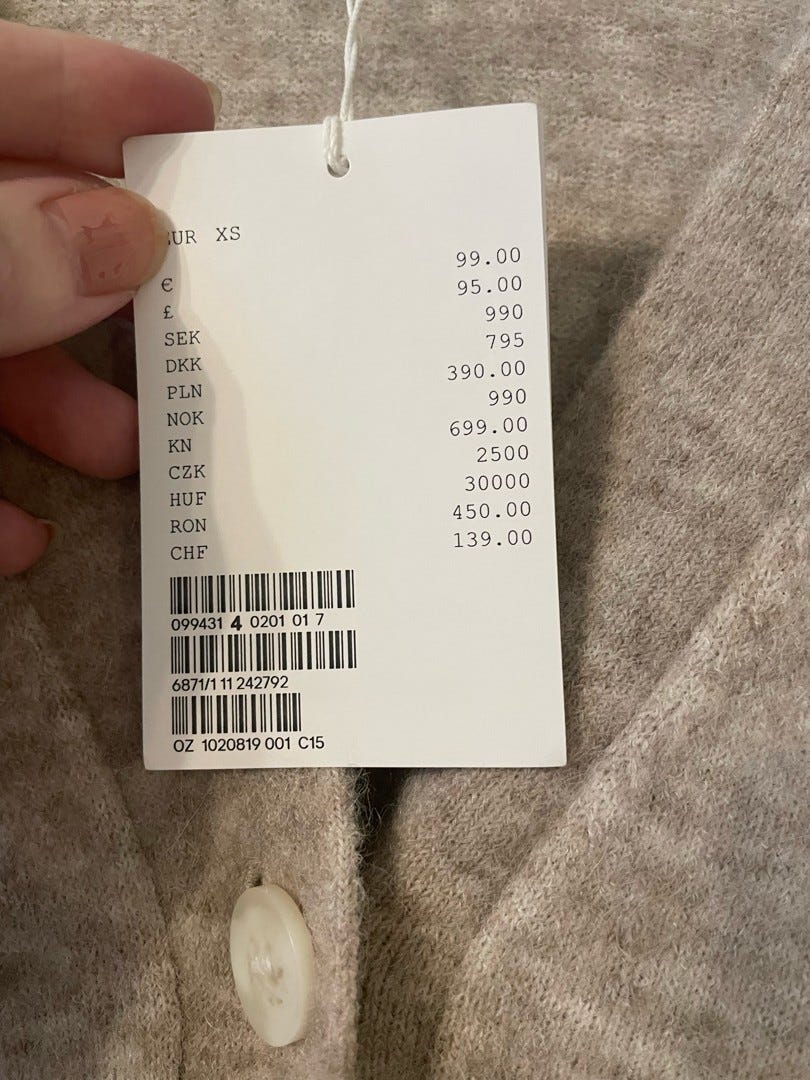 EUR XS
€ 99.00
£ 95.00
SEK 990
DKK 795
PLN 390.00
NOK 990
KN 699.00
CZK 2500
HUF 30000
RON 450.00
CHF 139.00
099431 4 0201 01 7
6871/1 11 242792
OZ 1020819 001 C15